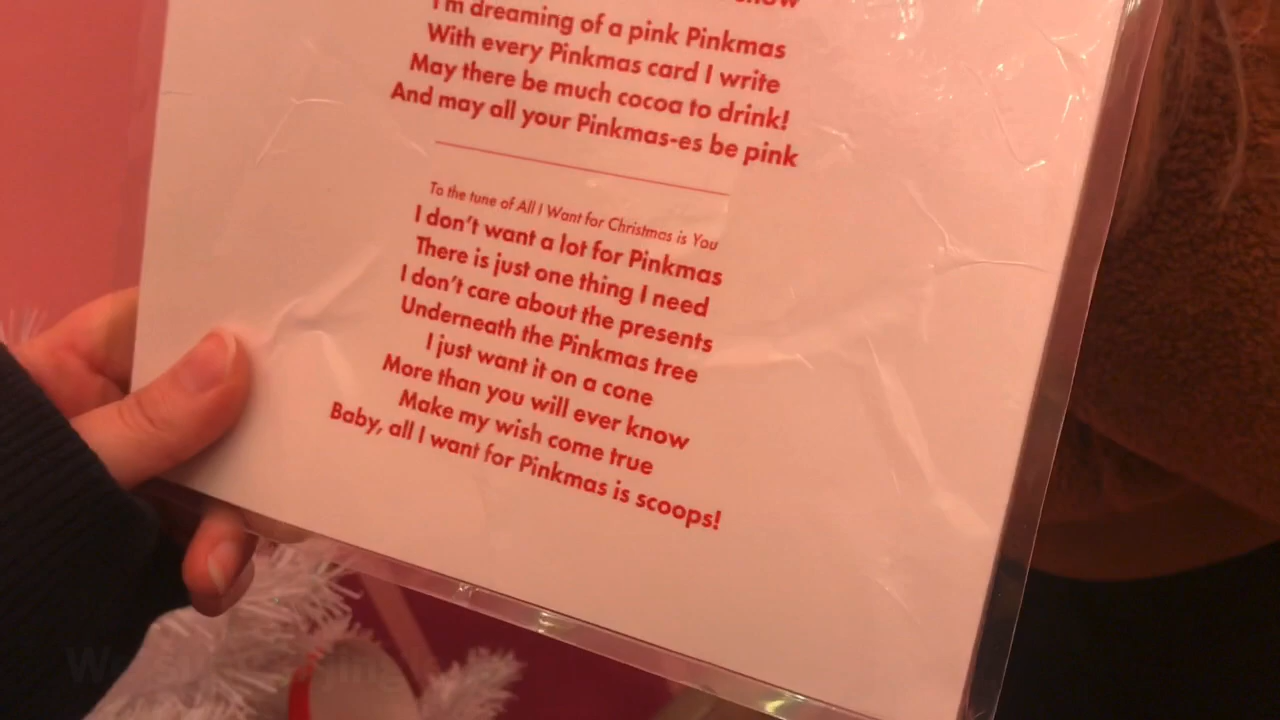 I'm dreaming of a pink Pinkmas
With every Pinkmas card I write
May there be much cocoa to drink!
And may all your Pinkmas-es be pink
To the tune of All I Want for Christmas is You
I don't want a lot for Pinkmas
There is just one thing I need
I don't care about the presents
Underneath the Pinkmas tree
I just want it on a cone
More than you will ever know
Make my wish come true
Baby, all I want for Pinkmas is scoops!